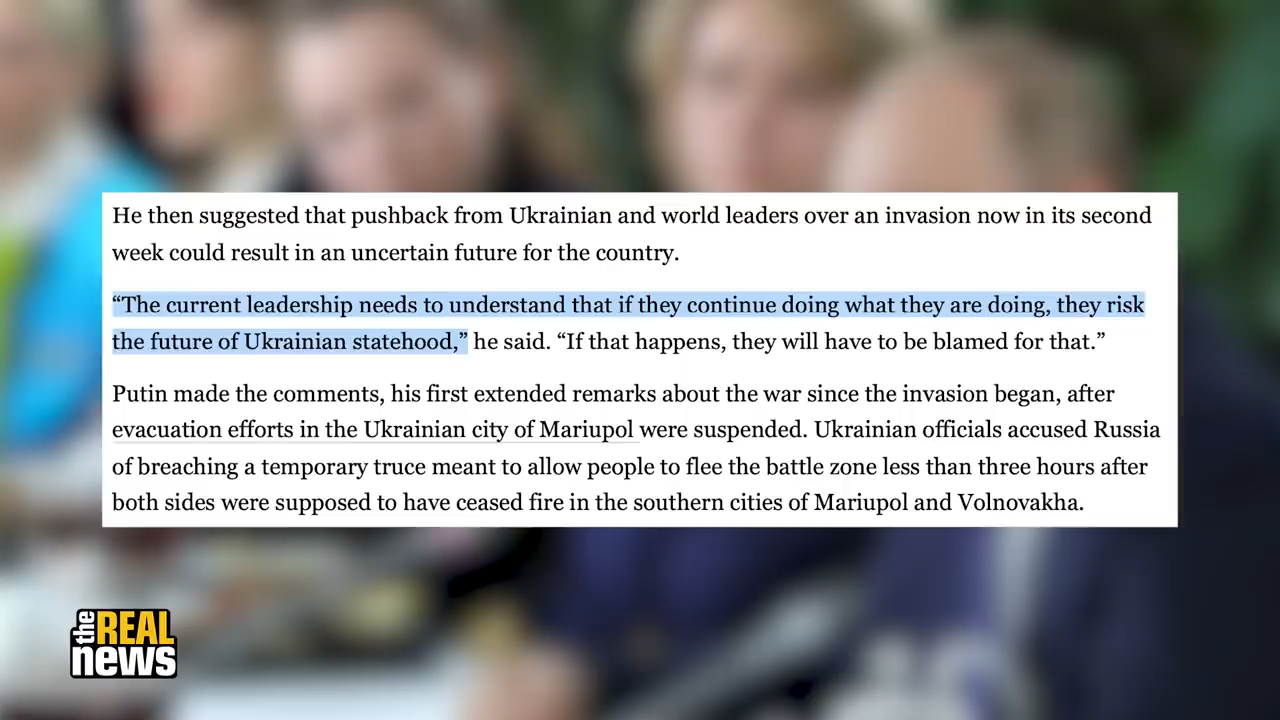 He then suggested that pushback from Ukrainian and world leaders over an invasion now in its second
week could result in an uncertain future for the country.
“The current leadership needs to understand that if they continue doing what they are doing, they risk
the future of Ukrainian statehood,” he said. “If that happens, they will have to be blamed for that.”
Putin made the comments, his first extended remarks about the war since the invasion began, after
evacuation efforts in the Ukrainian city of Mariupol were suspended. Ukrainian officials accused Russia
of breaching a temporary truce meant to allow people to flee the battle zone less than three hours after
both sides were supposed to have ceased fire in the southern cities of Mariupol and Volnovakha.
the REAL
news